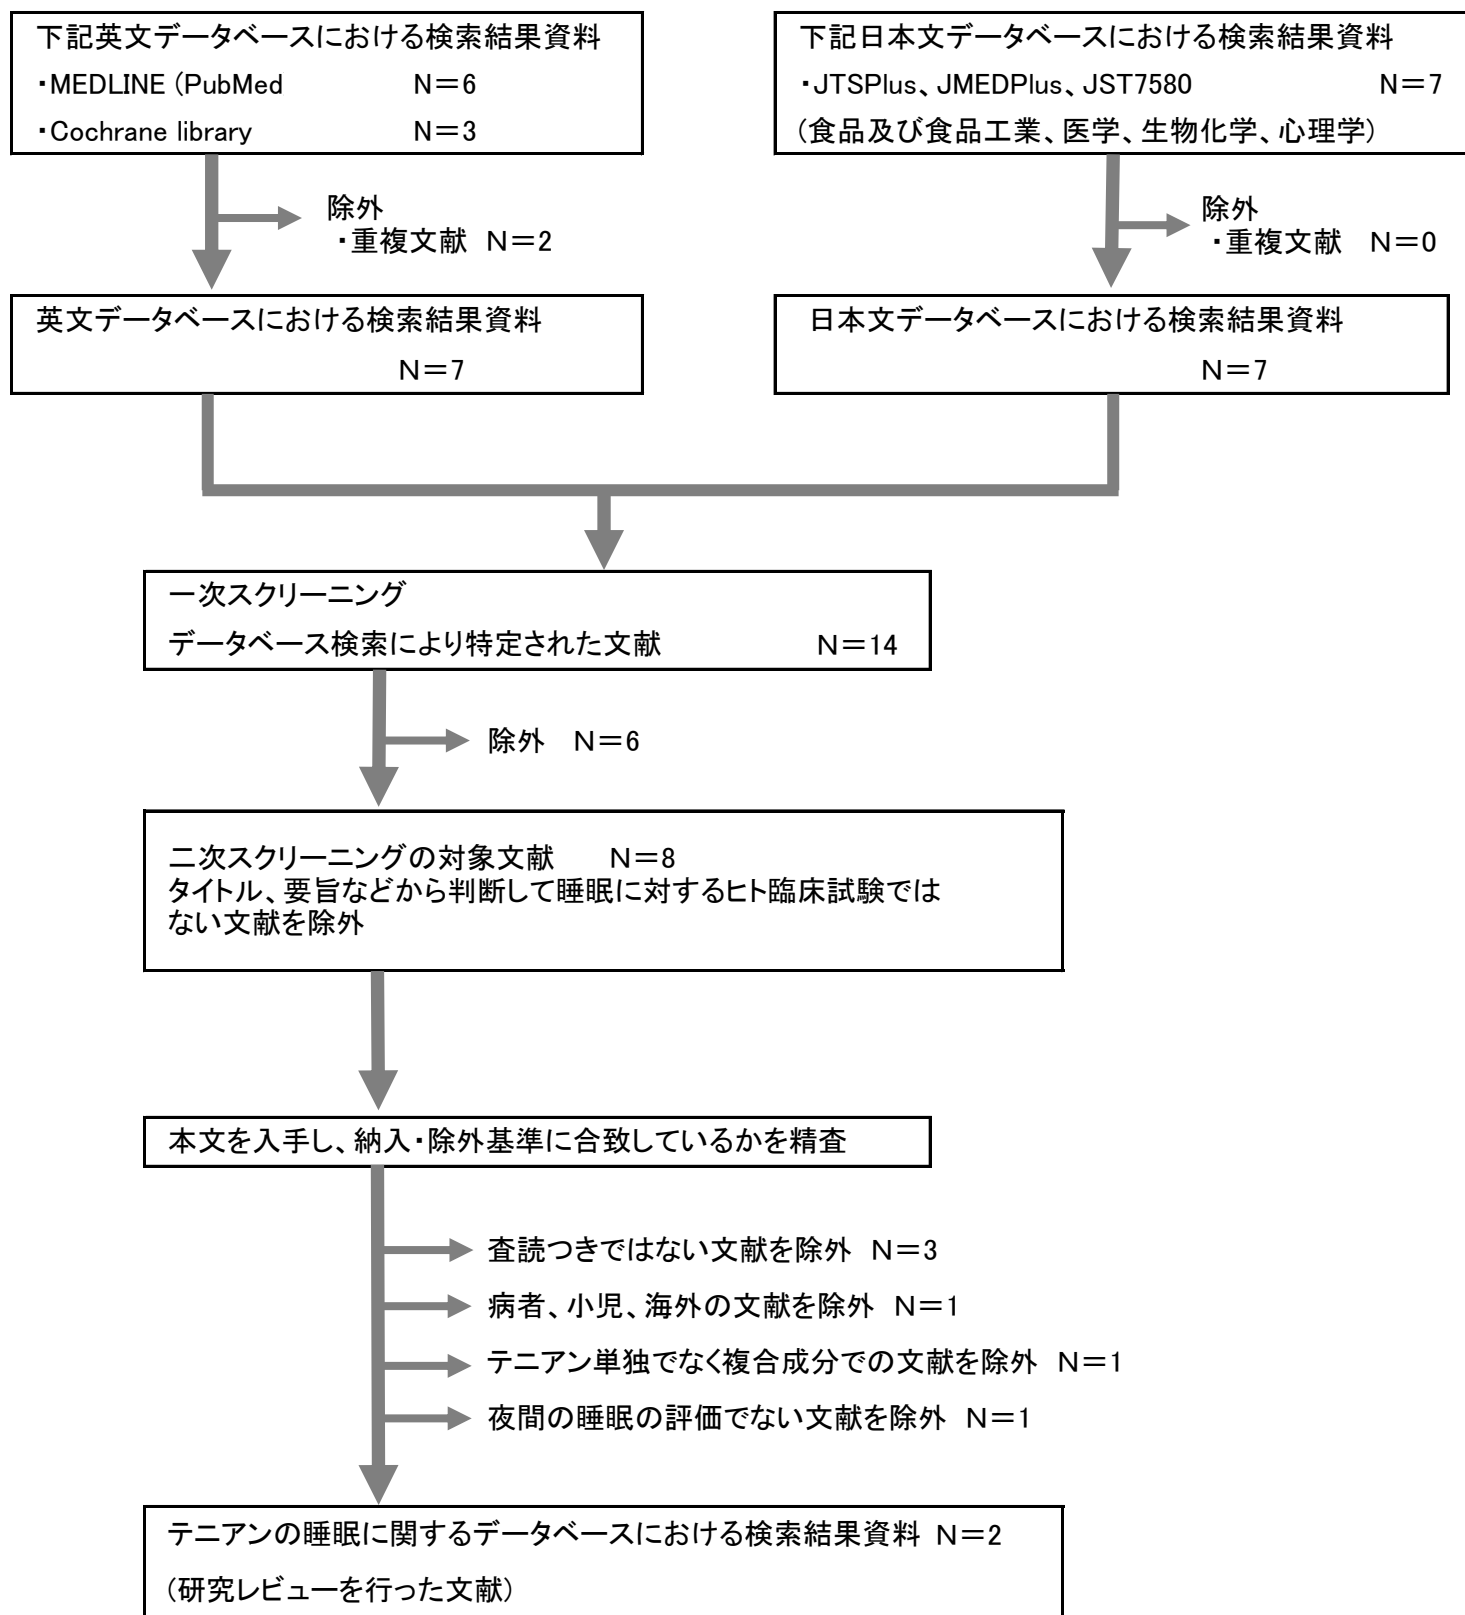 下記英文データベースにおける検索結果資料
・MEDLINE (PubMed N=6
・Cochrane library N=3
下記日本文データベースにおける検索結果資料
・JTSPlus、JMEDPlus、JST7580 N=7
(食品及び食品工業、医学、生物化学、心理学)
除外
・重複文献 N=2
除外
・重複文献 N=0
英文データベースにおける検索結果資料
N=7
日本文データベースにおける検索結果資料
N=7
一次スクリーニング
データベース検索により特定された文献 N=14
除外 N=6
二次スクリーニングの対象文献 N=8
タイトル、要旨などから判断して睡眠に対するヒト臨床試験では
ない文献を除外
本文を入手し、納入・除外基準に合致しているかを精査
査読つきではない文献を除外 N=3
病者、小児、海外の文献を除外 N=1
テニアン単独でなく複合成分での文献を除外 N=1
夜間の睡眠の評価でない文献を除外 N=1
テニアンの睡眠に関するデータベースにおける検索結果資料 N=2
(研究レビューを行った文献)